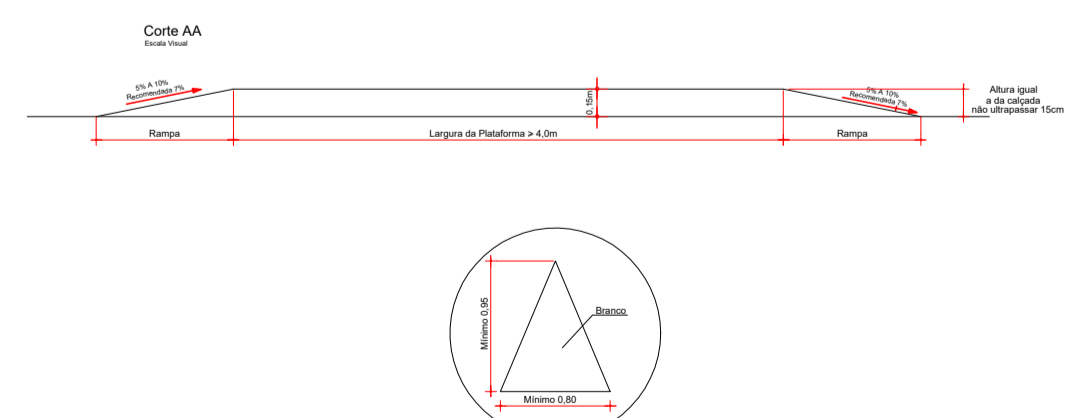 Corte AA
Escala Visual
5% A 10%
Recomendada 7%
0,15m
5% A 10%
Recomendada 7%
Altura igual
a da calçada
não ultrapassar 15cm
Rampa
Largura da Plataforma ≥ 4,0m
Rampa
Mínimo 0,95
Branco
Mínimo 0,80